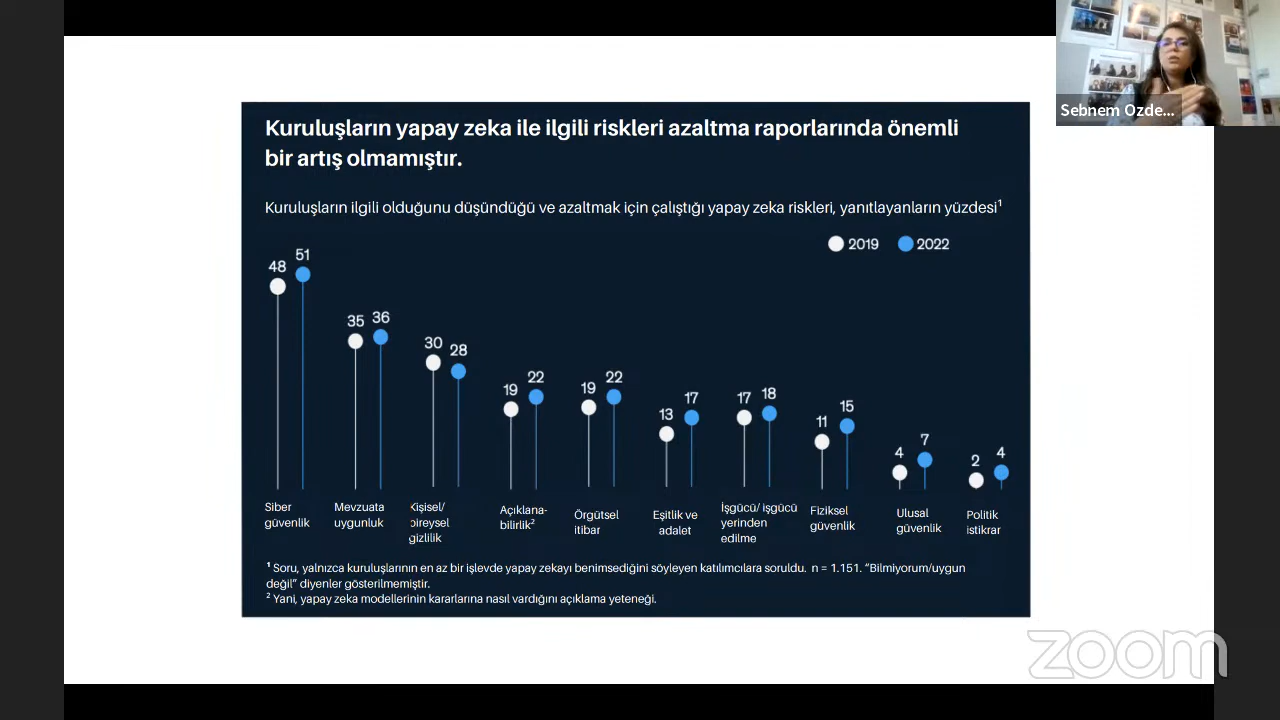 Sebnem Ozde...
Kuruluşların yapay zeka ile ilgili riskleri azaltma raporlarında önemli
bir artış olmamıştır.
Kuruluşların ilgili olduğunu düşündüğü ve azaltmak için çalıştığı yapay zeka riskleri, yanıtlayanların yüzdesi¹
2019 2022
48 51
35 36
30 28
19 22
19 22
13 17
17 18
11 15
4 7
2 4
Siber
güvenlik
Mevzuata
uygunluk
Kişisel/
bireysel
gizlilik
Açıklana-
bilirlik²
Örgütsel
itibar
Eşitlik ve
adalet
İşgücü/ işgücü
yerinden
edilme
Fiziksel
güvenlik
Ulusal
güvenlik
Politik
istikrar
¹ Soru, yalnızca kuruluşlarının en az bir işlevde yapay zekayı benimsediğini söyleyen katılımcılara soruldu. n = 1.151. “Bilmiyorum/uygun
değil” diyenler gösterilmemiştir.
² Yani, yapay zeka modellerinin kararlarına nasıl vardığını açıklama yeteneği.
zoom